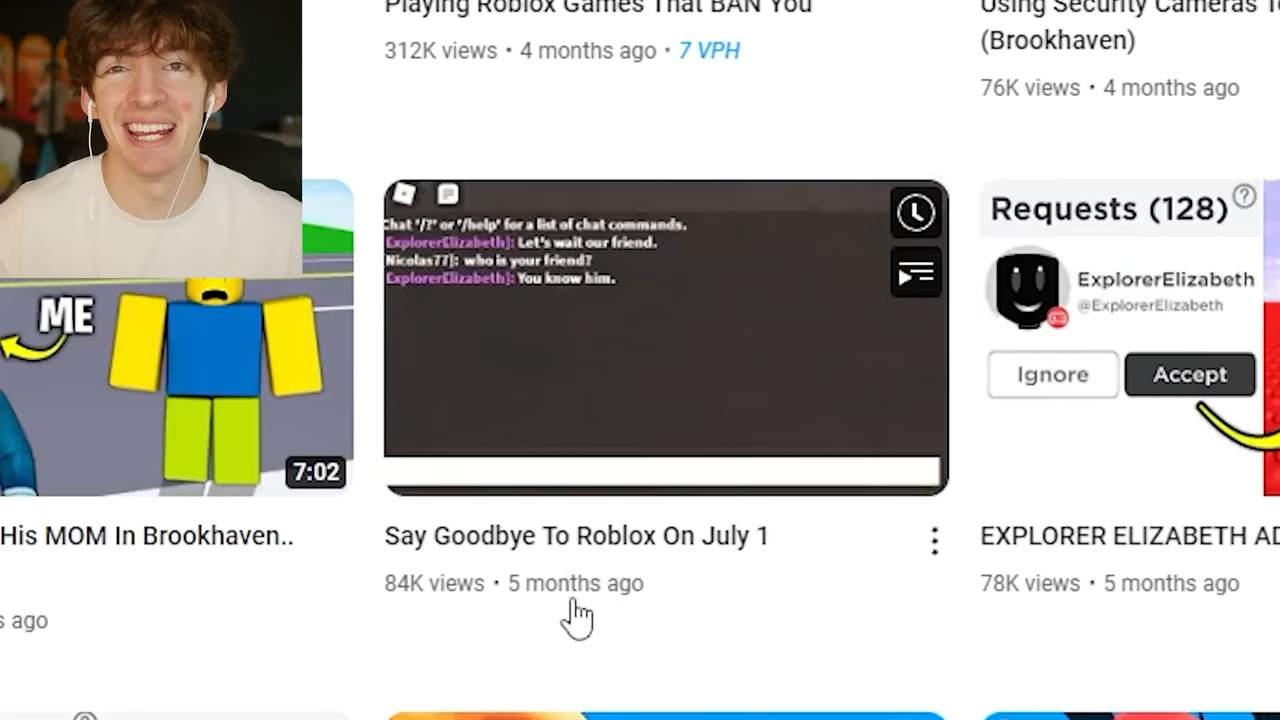 Playing Roblox Games That BAN You
312K views • 4 months ago • 7 VPH
Using Security Cameras
(Brookhaven)
76K views • 4 months ago
ME
7:02
His MOM In Brookhaven..
s ago
Chat '/?' or '/help' for a list of chat commands.
ExplorerElizabeth]: Let's wait our friend.
Nicolas77]: who is your friend?
ExplorerElizabeth]: You know him.
Say Goodbye To Roblox On July 1
84K views • 5 months ago
Requests (128)
?
ExplorerElizabeth
@ExplorerElizabeth
Ignore
Accept
EXPLORER ELIZABETH AD
78K views • 5 months ago